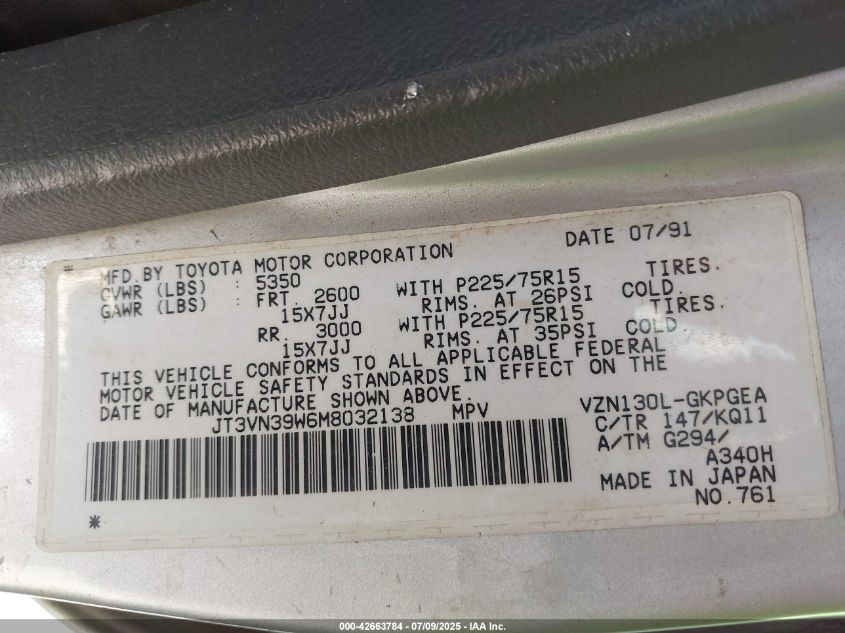 * MFD.BY TOYOTA MOTOR CORPORATION DATE 07/91
GVWR (LBS) : 5350
GAWR (LBS) : FRT. 2600 WITH P225/75R15 TIRES.
15X7JJ RIMS. AT 26PSI COLD.
RR. 3000 WITH P225/75R15 TIRES.
15X7JJ RIMS. AT 35PSI COLD.
THIS VEHICLE CONFORMS TO ALL APPLICABLE FEDERAL
MOTOR VEHICLE SAFETY STANDARDS IN EFFECT ON THE
DATE OF MANUFACTURE SHOWN ABOVE.
JT3VN39W6M8032138 MPV VZN130L-GKPGEA
C/TR 147/KQ11
A/TM G294/
A340H
MADE IN JAPAN
* NO.761
000-42663784 / 07/09/2025 - IAA Inc.